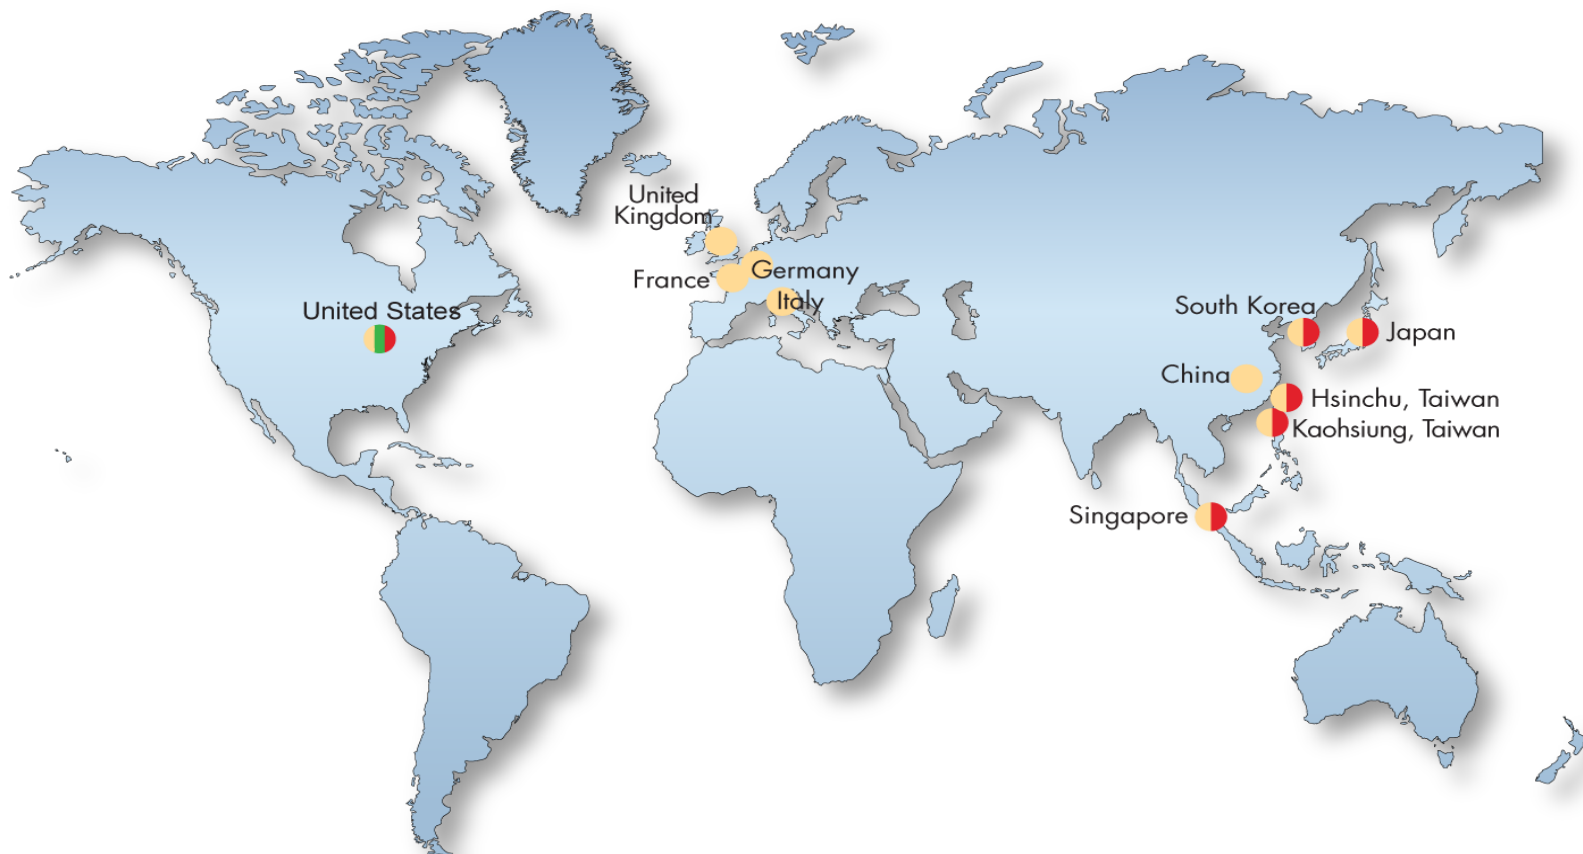 United
Kingdom
France
Germany
Italy
United States
South Korea
Japan
China
Hsinchu, Taiwan
Kaohsiung, Taiwan
Singapore